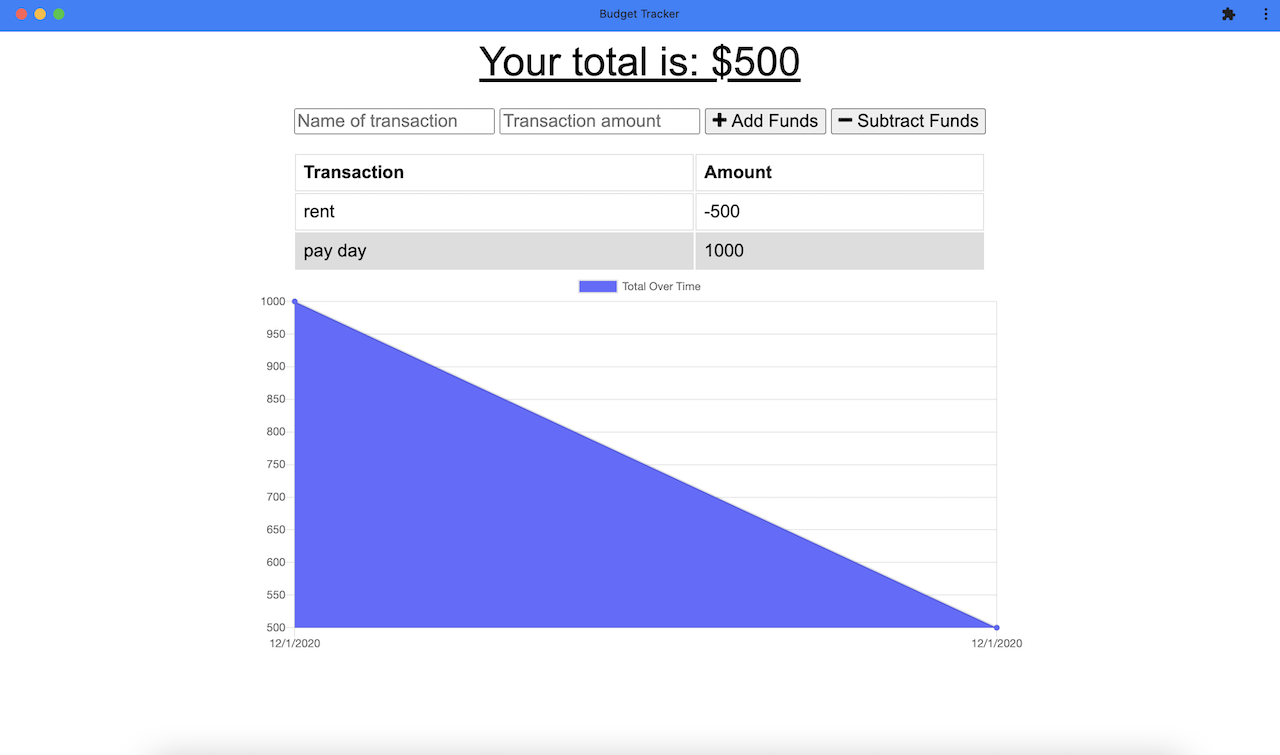 Budget Tracker
Your total is: $500
Name of transaction Transaction amount Add Funds Subtract Funds
Transaction Amount
rent -500
pay day 1000
Total Over Time
1000
950
900
850
800
750
700
650
600
550
500
12/1/2020 12/1/2020